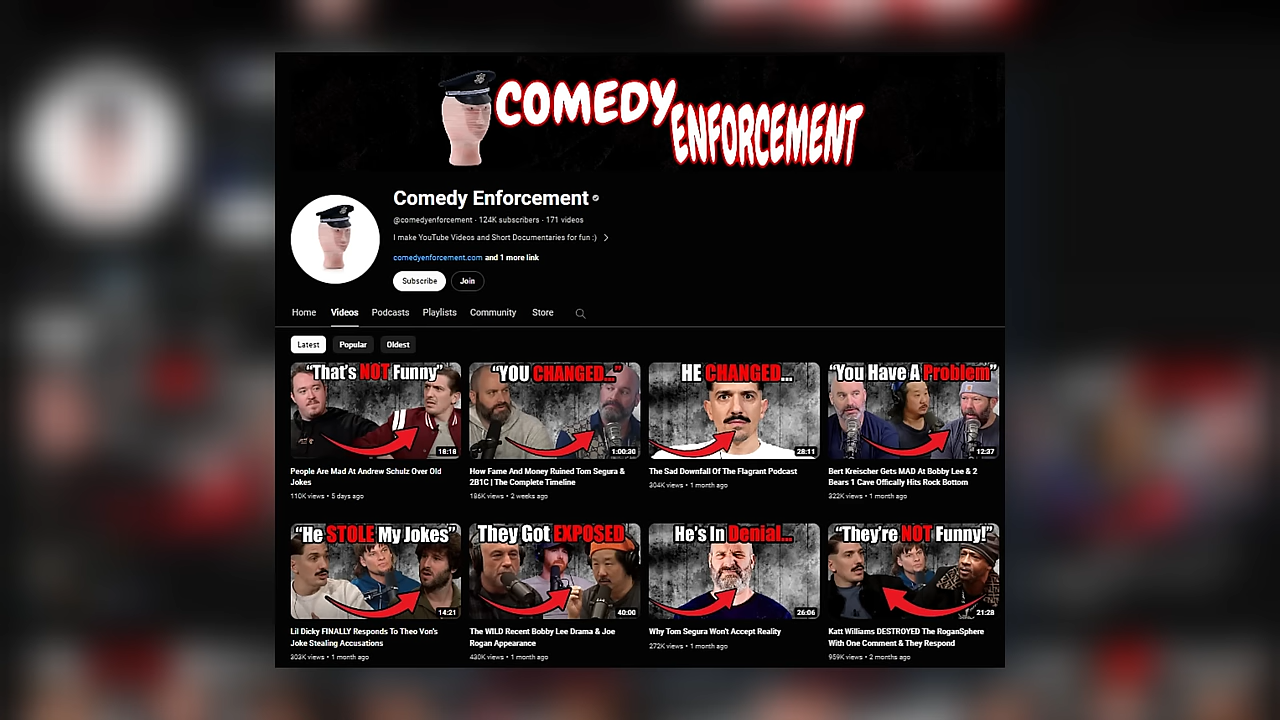 COMEDY
ENFORCEMENT
Comedy Enforcement
@comedyenforcement · 124K subscribers · 171 videos
I make YouTube Videos and Short Documentaries for fun :)
comedyenforcement.com and 1 more link
Subscribe Join
Home Videos Podcasts Playlists Community Store
Latest Popular Oldest
"That's NOT Funny" "YOU CHANGED..." HE CHANGED... "You Have A Problem"
18:18 1:00:30 28:11 12:37
People Are Mad At Andrew Schulz Over Old
Jokes
110K views • 5 days ago
How Fame And Money Ruined Tom Segura &
2B1C | The Complete Timeline
186K views • 2 weeks ago
The Sad Downfall Of The Flagrant Podcast
304K views • 1 month ago
Bert Kreischer Gets MAD At Bobby Lee & 2
Bears 1 Cave Offically Hits Rock Bottom
322K views • 1 month ago
"He STOLE My Jokes" They Got EXPOSED He's In Denial... "They're NOT Funny!"
14:21 40:00 26:06 21:28
Lil Dicky FINALLY Responds To Theo Von's
Joke Stealing Accusations
303K views • 1 month ago
The WILD Recent Bobby Lee Drama & Joe
Rogan Appearance
430K views • 1 month ago
Why Tom Segura Won't Accept Reality
272K views • 1 month ago
Katt Williams DESTROYED The RoganSphere
With One Comment & They Respond
959K views • 2 months ago